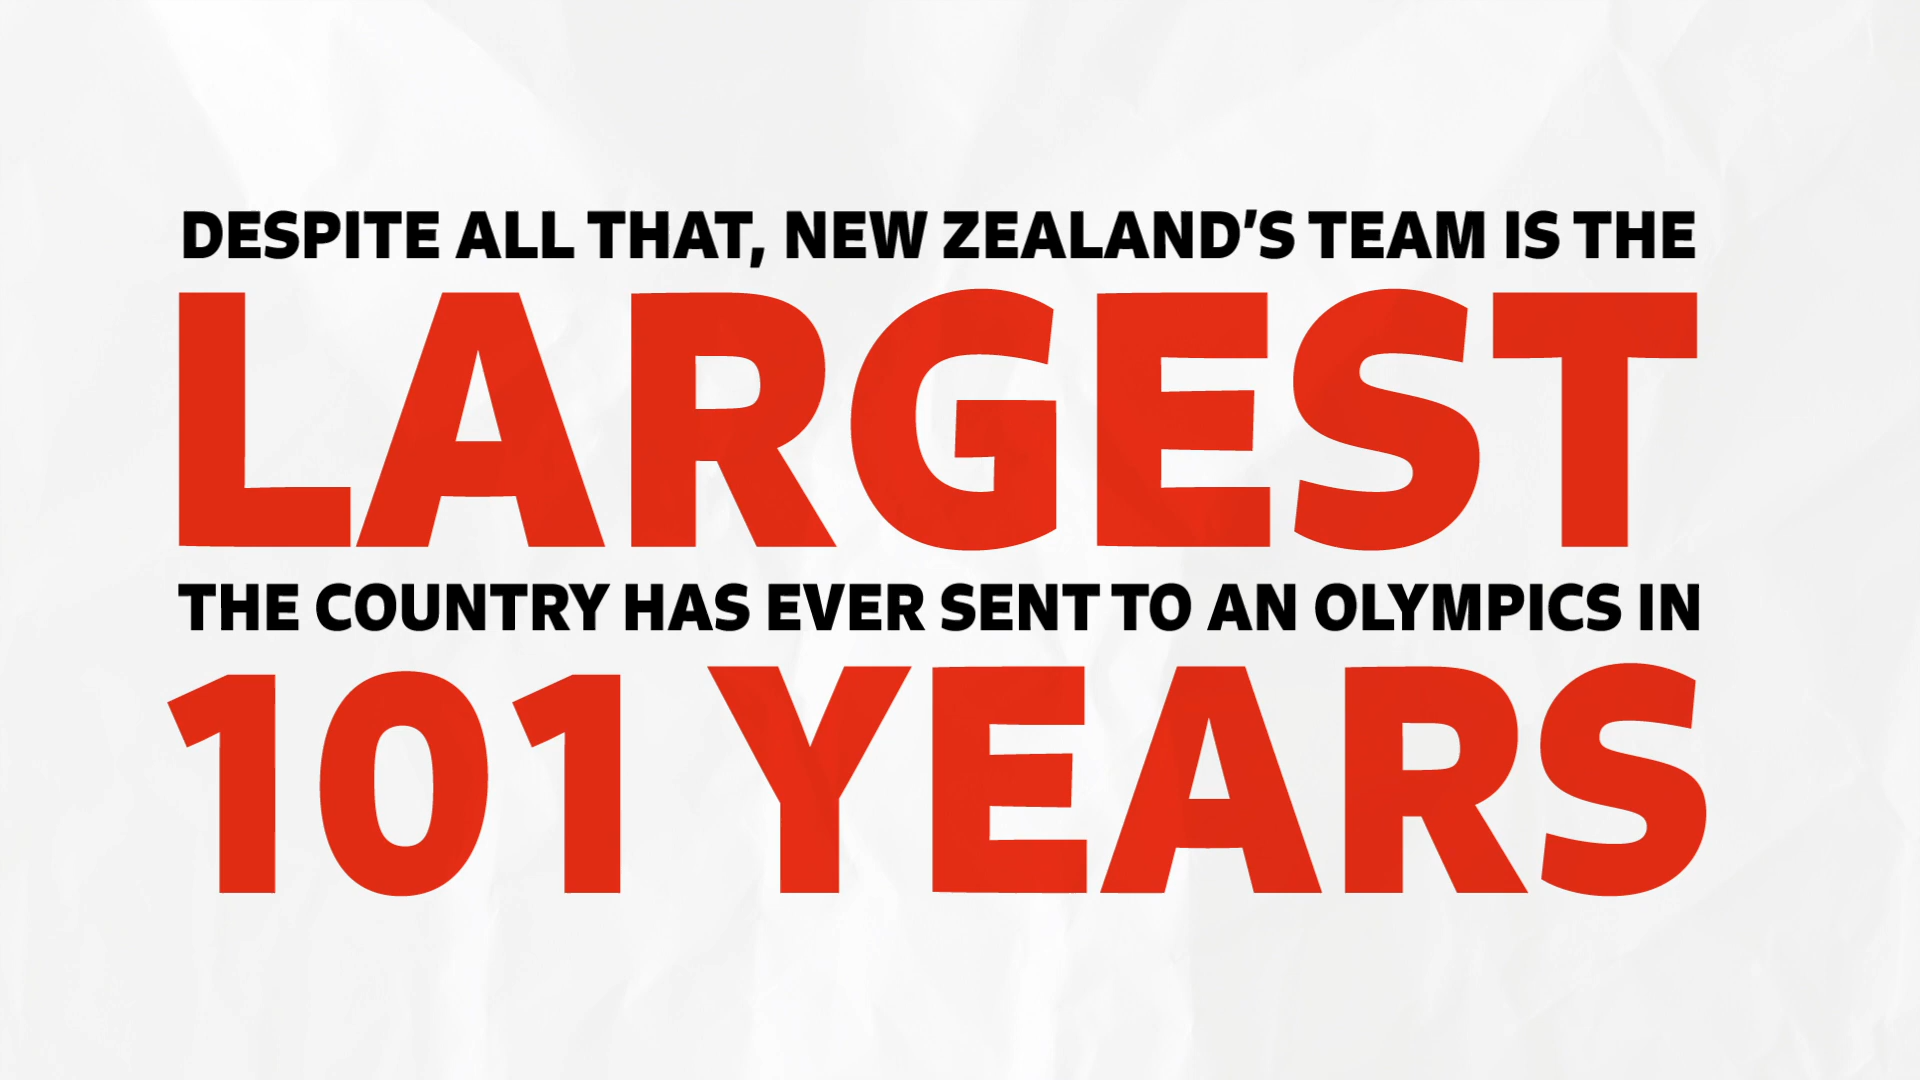 DESPITE ALL THAT, NEW ZEALAND’S TEAM IS THE
LARGEST
THE COUNTRY HAS EVER SENT TO AN OLYMPICS IN
101 YEARS